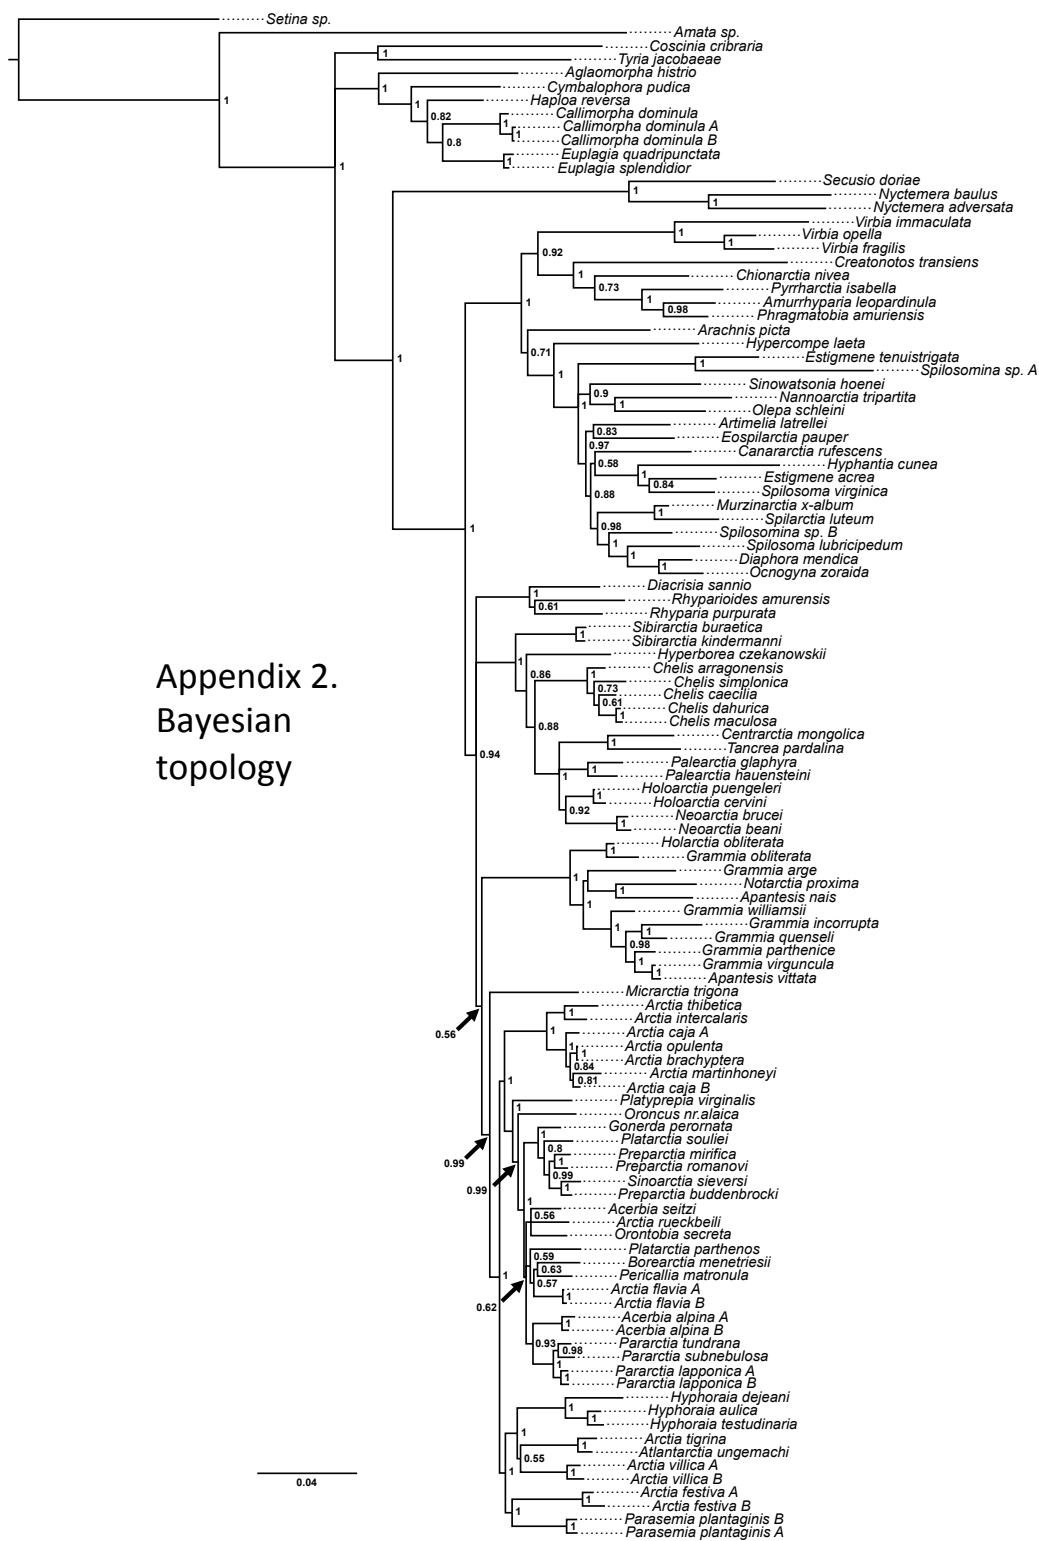 Setina sp.
Amata sp.
Coscinia cribraria
1
Tyria jacobaeae
Aglaomorpha histrio
1
Cymbalophora pudica
1
Haploa reversa
0.82
Callimorpha dominula
1
Callimorpha dominula A
1
Callimorpha dominula B
0.8
Euplagia quadripunctata
1
Euplagia splendidior
1
1
Secusio doriae
1
Nyctemera baulus
1
Nyctemera adversata
Virbia immaculata
1
Virbia opella
1
Virbia fragilis
0.92
Creatonotos transiens
1
Chionarctia nivea
0.73
Pyrrharctia isabella
1
Amurrhyparia leopardinula
0.98
Phragmatobia amuriensis
1
Arachnis picta
0.71
Hypercompe laeta
1
Estigmene tenuistrigata
1
Spilosomina sp. A
1
Sinowatsonia hoenei
0.9
Nannoarctia tripartita
1
Olepa schleini
1
Artimelia latrellei
0.83
Eospilarctia pauper
0.97
Canararctia rufescens
0.58
Hyphantia cunea
1
Estigmene acrea
0.84
Spilosoma virginica
0.88
Murzinarctia x-album
1
Spilarctia luteum
0.98
Spilosomina sp. B
1
Spilosoma lubricipedum
1
Diaphora mendica
1
Ocnogyna zoraida
1
Diacrisia sannio
1
Rhyparioides amurensis
0.61
Rhyparia purpurata
Sibirarctia buraetica
1
Sibirarctia kindermanni
1
Hyperborea czekanowskii
0.86
Chelis arragonensis
1
Chelis simplonica
0.73
Chelis caecilia
0.61
Chelis dahurica
1
Chelis maculosa
0.88
Centrarctia mongolica
1
Tancrea pardalina
0.94
Palearctia glaphyra
1
Palearctia hauensteini
1
Holoarctia puengeleri
1
Holoarctia cervini
0.92
Neoarctia brucei
1
Neoarctia beani
Appendix 2.
Bayesian
topology
Holarctia obliterata
1
Grammia obliterata
1
Grammia arge
Notarctia proxima
1
Apantesis nais
1
Grammia williamsii
1
Grammia incorrupta
1
Grammia quenseli
0.98
Grammia parthenice
1
Grammia virguncula
1
Apantesis vittata
0.56
Micrarctia trigona
Arctia thibetica
1
Arctia intercalaris
1
Arctia caja A
Arctia opulenta
1
1
Arctia brachyptera
0.84
Arctia martinhoneyi
0.81
Arctia caja B
1
Platyprepia virginalis
1
Oroncus nr.alaica
Gonerda perornata
1
Platarctia souliei
0.8
Preparctia mirifica
1
Preparctia romanovi
0.99
0.99
Sinoarctia sieversi
1
Preparctia buddenbrocki
0.99
1
Acerbia seitzi
0.56
Arctia rueckbeili
Orontobia secreta
Platarctia parthenos
0.59
Borearctia menetriesii
0.63
Pericallia matronula
0.57
1
Arctia flavia A
1
Arctia flavia B
0.62
Acerbia alpina A
1
Acerbia alpina B
0.93
Pararctia tundrana
0.98
Pararctia subnebulosa
1
Pararctia lapponica A
1
Pararctia lapponica B
Hyphoraia dejeani
1
Hyphoraia aulica
1
Hyphoraia testudinaria
1
Arctia tigrina
1
Atlantarctia ungemachi
0.55
Arctia villica A
1
Arctia villica B
1
0.04
Arctia festiva A
1
Arctia festiva B
1
Parasemia plantaginis B
1
Parasemia plantaginis A